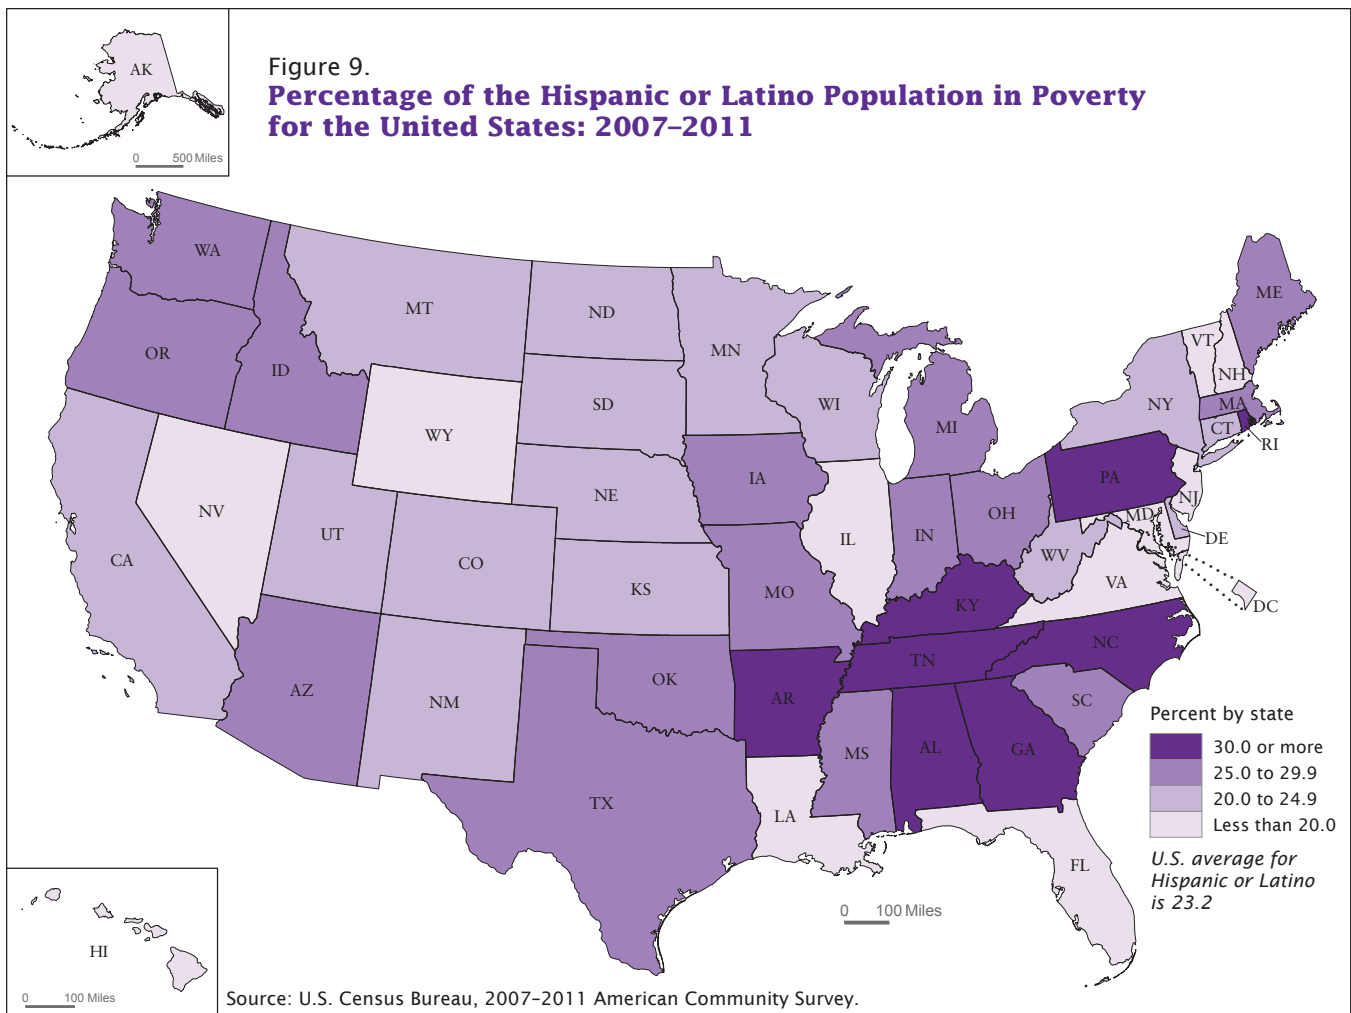 AK
0 500 Miles
Figure 9.
Percentage of the Hispanic or Latino Population in Poverty
for the United States: 2007–2011
WA
MT
ND
MN
ME
OR
ID
SD
WI
MI
NY
VT
NH
MA
CT
RI
WY
NE
IA
PA
NJ
NV
UT
CO
KS
MO
IL
IN
OH
WV
MD
DE
VA
DC
CA
KY
AZ
NM
OK
AR
TN
NC
SC
TX
LA
MS
AL
GA
FL
Percent by state
30.0 or more
25.0 to 29.9
20.0 to 24.9
Less than 20.0
U.S. average for
Hispanic or Latino
is 23.2
0 100 Miles
HI
0 100 Miles
Source: U.S. Census Bureau, 2007–2011 American Community Survey.